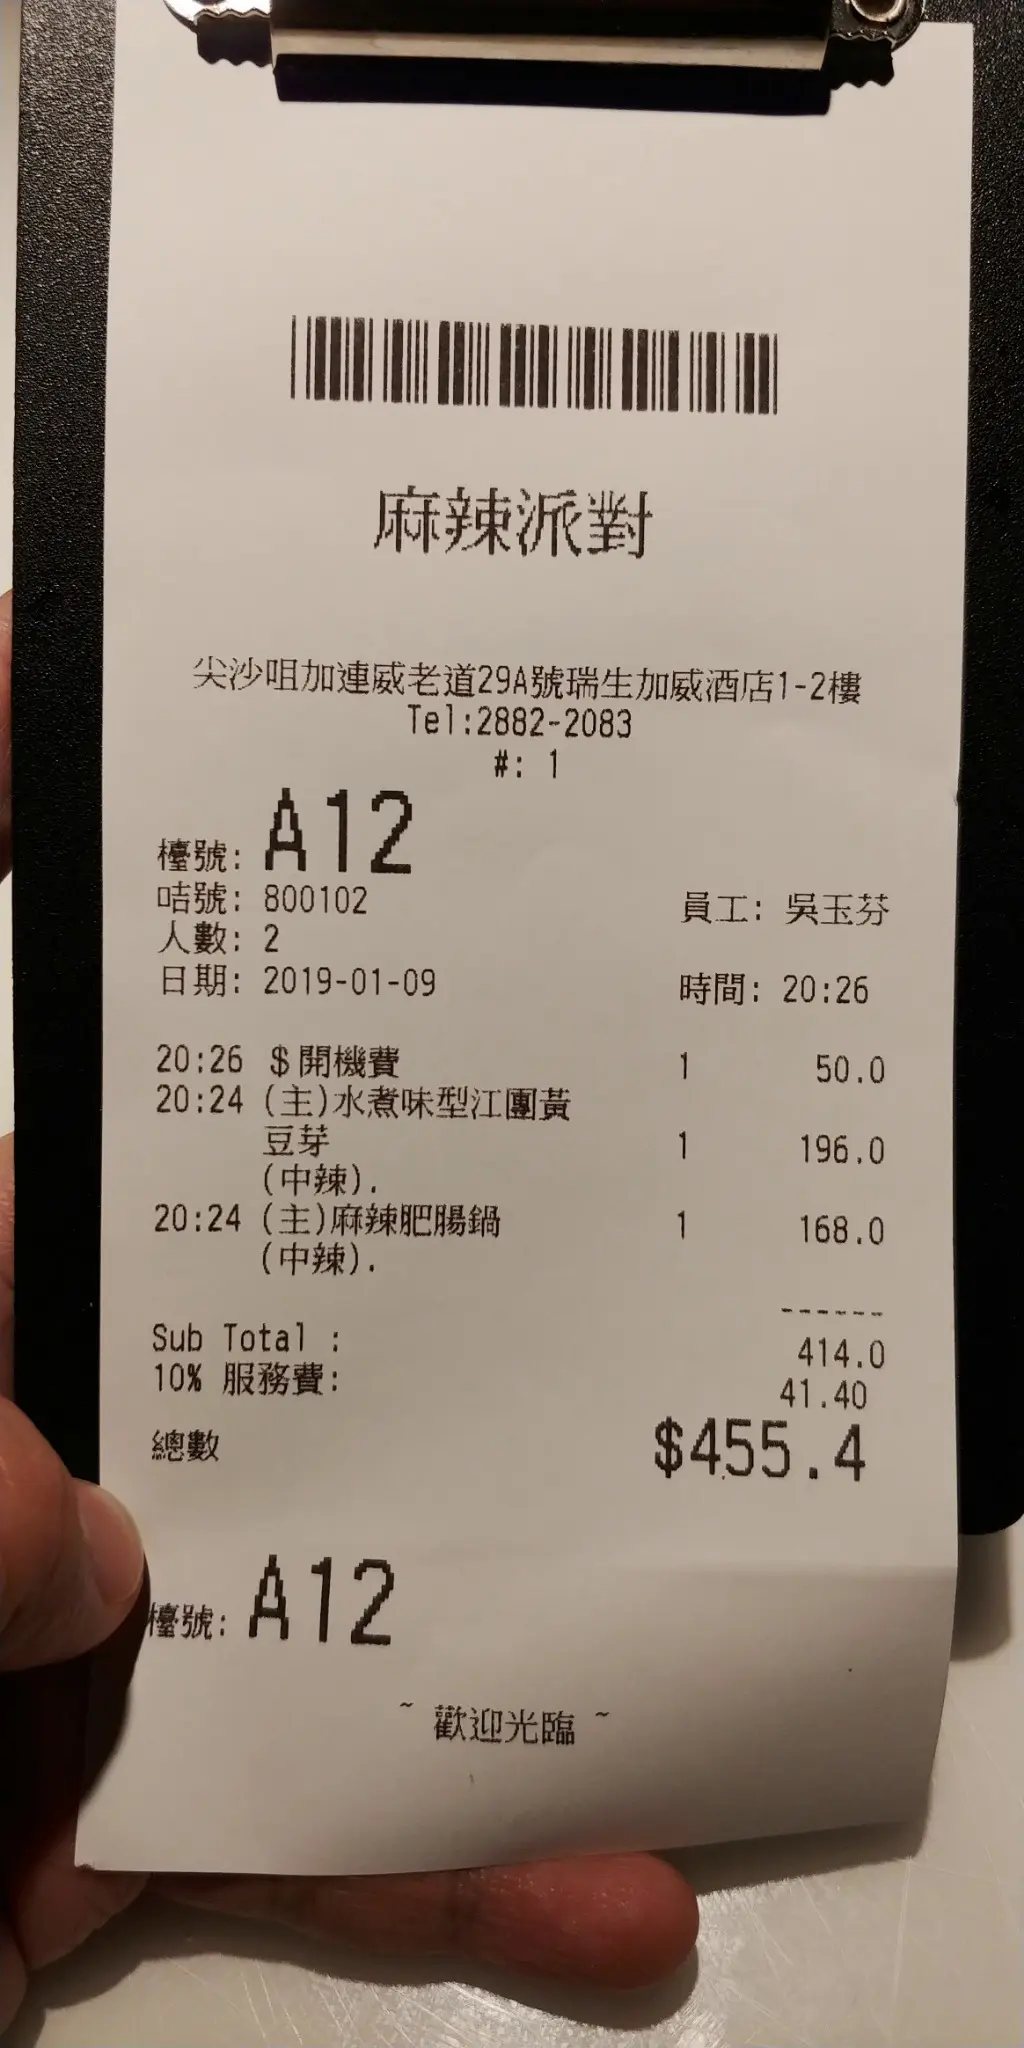 麻辣派對
尖沙咀加連威老道29A號瑞生加威酒店1-2樓
Tel:2882-2083
#: 1
檯號: A12
咭號: 800102 員工: 吳玉芬
人數: 2
日期: 2019-01-09 時間: 20:26
20:26 $開機費 1 50.0
20:24 (主)水煮味型江團黃
豆芽 1 196.0
(中辣).
20:24 (主)麻辣肥腸鍋 1 168.0
(中辣).
------
Sub Total : 414.0
10% 服務費: 41.40
總數 $455.4
檯號: A12
~ 歡迎光臨 ~